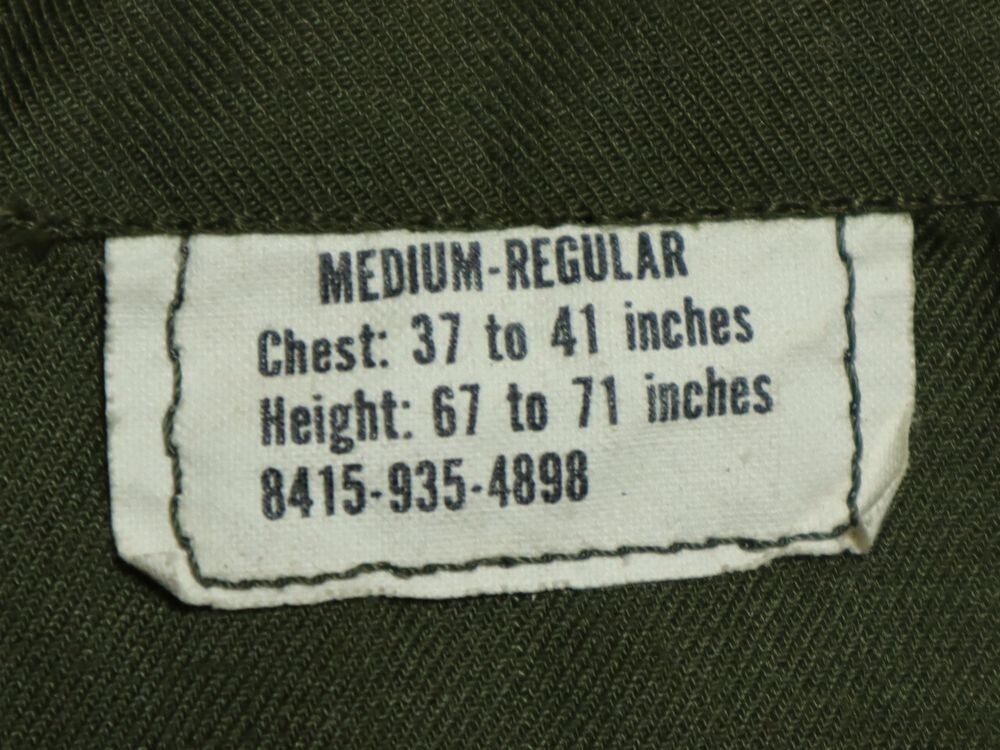 MEDIUM-REGULAR
Chest: 37 to 41 inches
Height: 67 to 71 inches
8415-935-4898